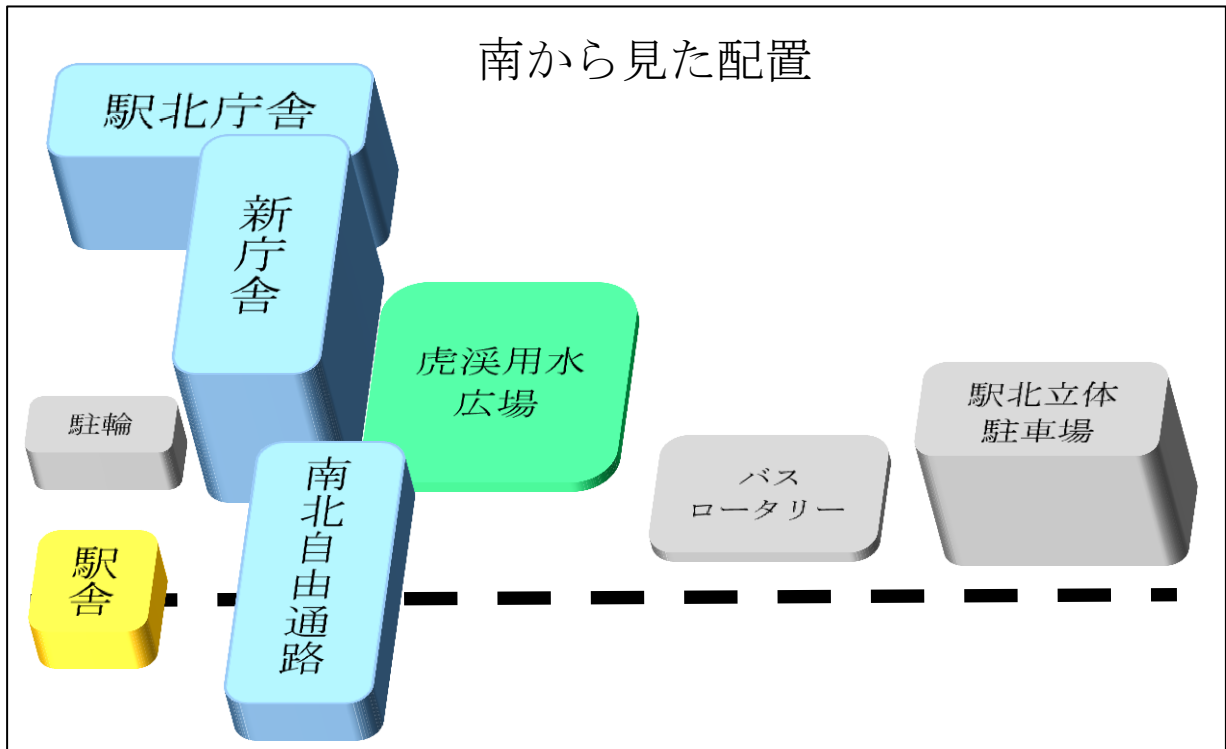 南から見た配置
駅北庁舎
新庁舎
虎渓用水
広場
駅北立体
駐車場
駐輪
バス
ロータリー
南北自由通路
駅舎